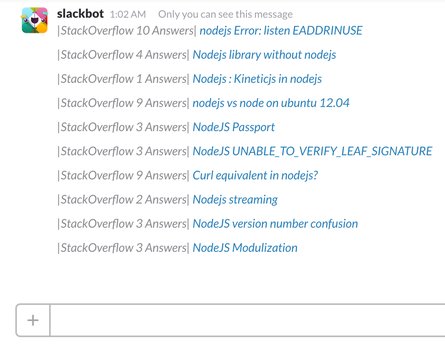 slackbot 1:02 AM Only you can see this message
|StackOverflow 10 Answers| nodejs Error: listen EADDRINUSE
|StackOverflow 4 Answers| Nodejs library without nodejs
|StackOverflow 1 Answers| Nodejs : Kineticjs in nodejs
|StackOverflow 9 Answers| nodejs vs node on ubuntu 12.04
|StackOverflow 3 Answers| NodeJS Passport
|StackOverflow 3 Answers| NodeJS UNABLE_TO_VERIFY_LEAF_SIGNATURE
|StackOverflow 9 Answers| Curl equivalent in nodejs?
|StackOverflow 2 Answers| Nodejs streaming
|StackOverflow 3 Answers| NodeJS version number confusion
|StackOverflow 3 Answers| NodeJS Modulization
+